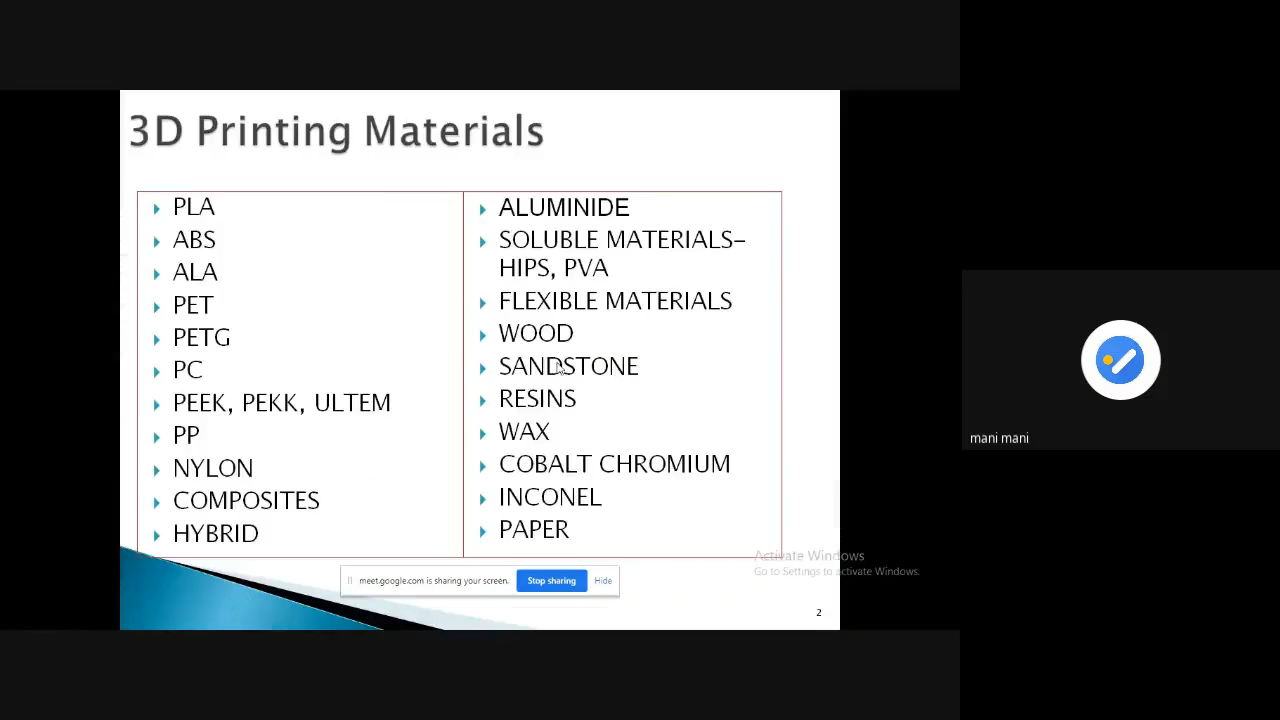 3D Printing Materials
PLA
ABS
ALA
PET
PETG
PC
PEEK, PEKK, ULTEM
PP
NYLON
COMPOSITES
HYBRID
ALUMINIDE
SOLUBLE MATERIALS-
HIPS, PVA
FLEXIBLE MATERIALS
WOOD
SANDSTONE
RESINS
WAX
COBALT CHROMIUM
INCONEL
PAPER
meet.google.com is sharing your screen.
Stop sharing
Hide
Activate Windows
Go to Settings to activate Windows.
2
mani mani